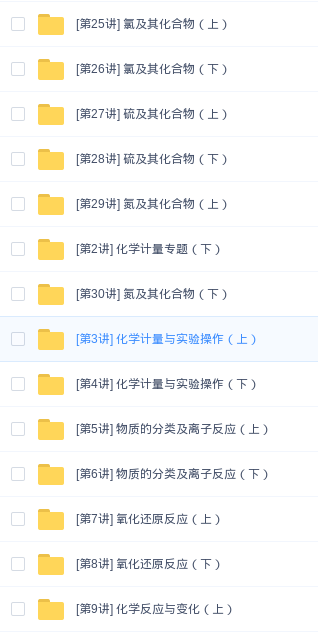 [第25讲] 氯及其化合物（上）
[第26讲] 氯及其化合物（下）
[第27讲] 硫及其化合物（上）
[第28讲] 硫及其化合物（下）
[第29讲] 氮及其化合物（上）
[第2讲] 化学计量专题（下）
[第30讲] 氮及其化合物（下）
[第3讲] 化学计量与实验操作（上）
[第4讲] 化学计量与实验操作（下）
[第5讲] 物质的分类及离子反应（上）
[第6讲] 物质的分类及离子反应（下）
[第7讲] 氧化还原反应（上）
[第8讲] 氧化还原反应（下）
[第9讲] 化学反应与变化（上）